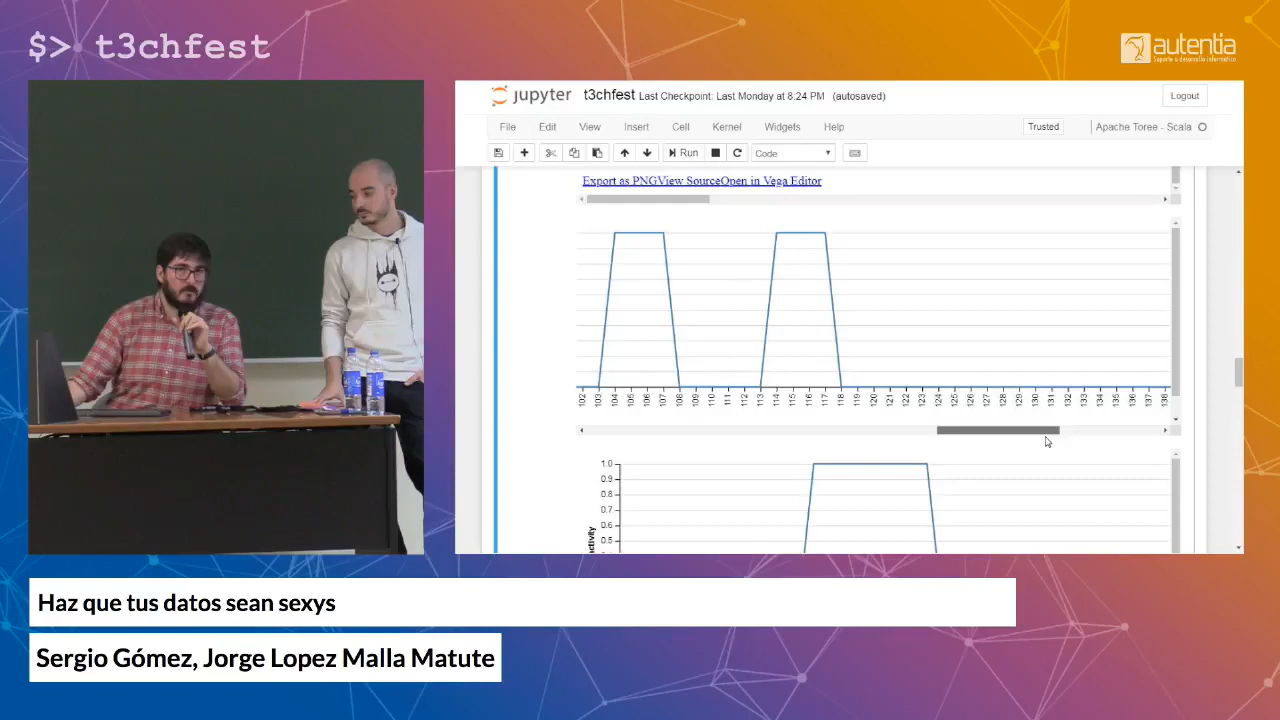 $> t3chfest
autentia
Soporte a desarrollo informático
jupyter t3chfest Last Checkpoint: Last Monday at 8:24 PM (autosaved)
Logout
File Edit View Insert Cell Kernel Widgets Help
Trusted
Apache Toree - Scala
Run
Code
Export as PNGView SourceOpen in Vega Editor
102 103 104 105 106 107 108 109 110 111 112 113 114 115 116 117 118 119 120 121 122 123 124 125 126 127 128 129 130 131 132 133 134 135 136 137 138
1.0
0.9
0.8
0.7
0.6
0.5
Haz que tus datos sean sexys
Sergio Gómez, Jorge Lopez Malla Matute